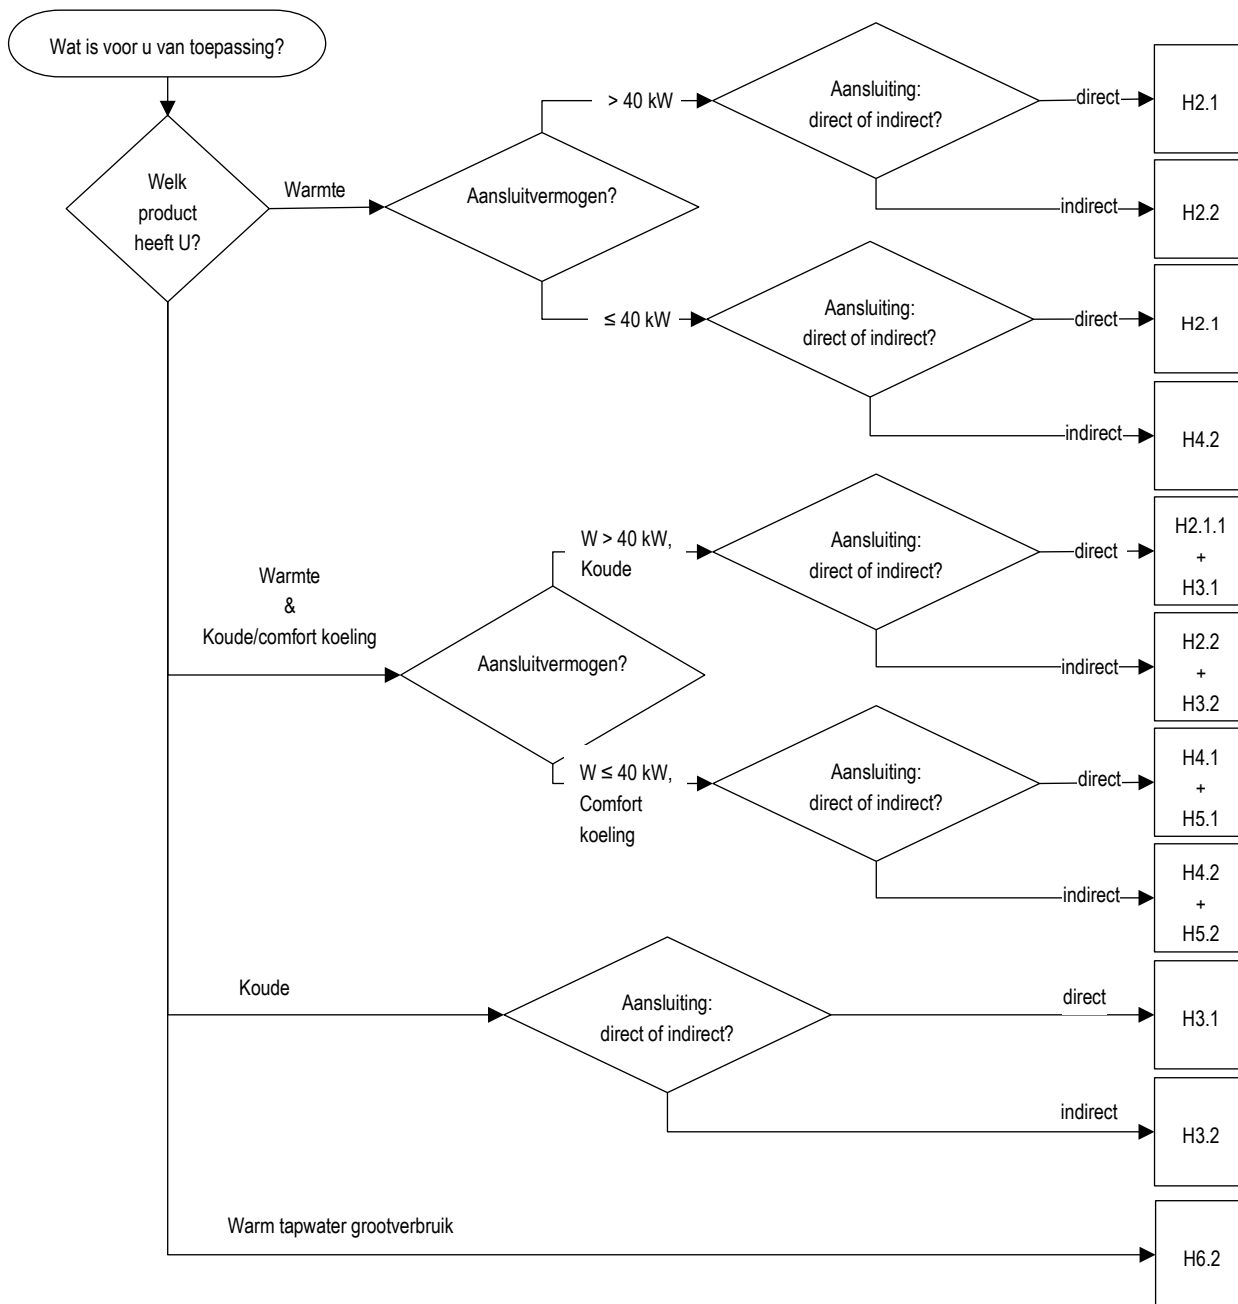 Wat is voor u van toepassing?
Welk
product
heeft U?
Warmte
Aansluitvermogen?
> 40 kW
Aansluiting:
direct of indirect?
direct
H2.1
indirect
H2.2
≤ 40 kW
Aansluiting:
direct of indirect?
direct
H2.1
indirect
H4.2
Warmte
&
Koude/comfort koeling
Aansluitvermogen?
W > 40 kW,
Koude
Aansluiting:
direct of indirect?
direct
H2.1.1
+
H3.1
indirect
H2.2
+
H3.2
W ≤ 40 kW,
Comfort
koeling
Aansluiting:
direct of indirect?
direct
H4.1
+
H5.1
indirect
H4.2
+
H5.2
Koude
Aansluiting:
direct of indirect?
direct
H3.1
indirect
H3.2
Warm tapwater grootverbruik
H6.2